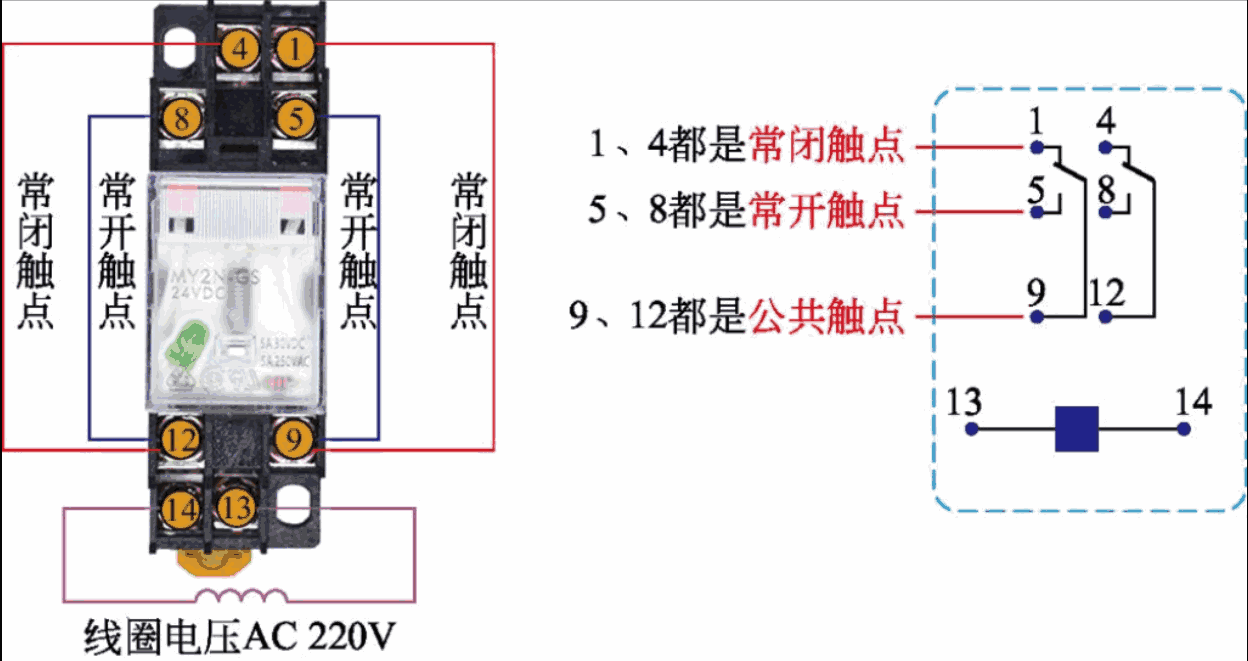 4
1
8
5
常闭触点
常开触点
常开触点
常闭触点
MY2N-GS
24VDC
5A 30VDC
5A 250VAC
12
9
14
13
线圈电压AC 220V
1、4都是常闭触点
5、8都是常开触点
9、12都是公共触点
1
4
5
8
9
12
13
14